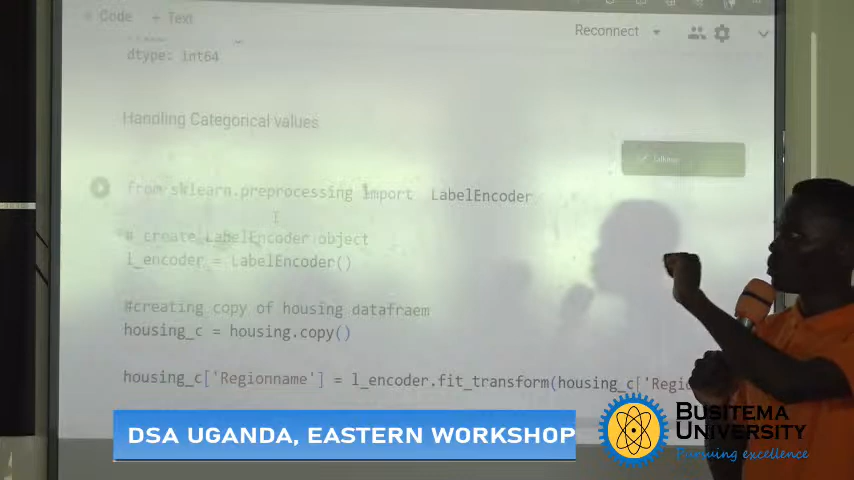 + Code + Text
Reconnect
dtype: int64
Handling Categorical values
Talking:
from sklearn.preprocessing import LabelEncoder
# create LabelEncoder object
l_encoder = LabelEncoder()
#creating copy of housing datafraem
housing_c = housing.copy()
housing_c['Regionname'] = l_encoder.fit_transform(housing_c['Regi
DSA UGANDA, EASTERN WORKSHOP
BUSITEMA
UNIVERSITY
Pursuing excellence